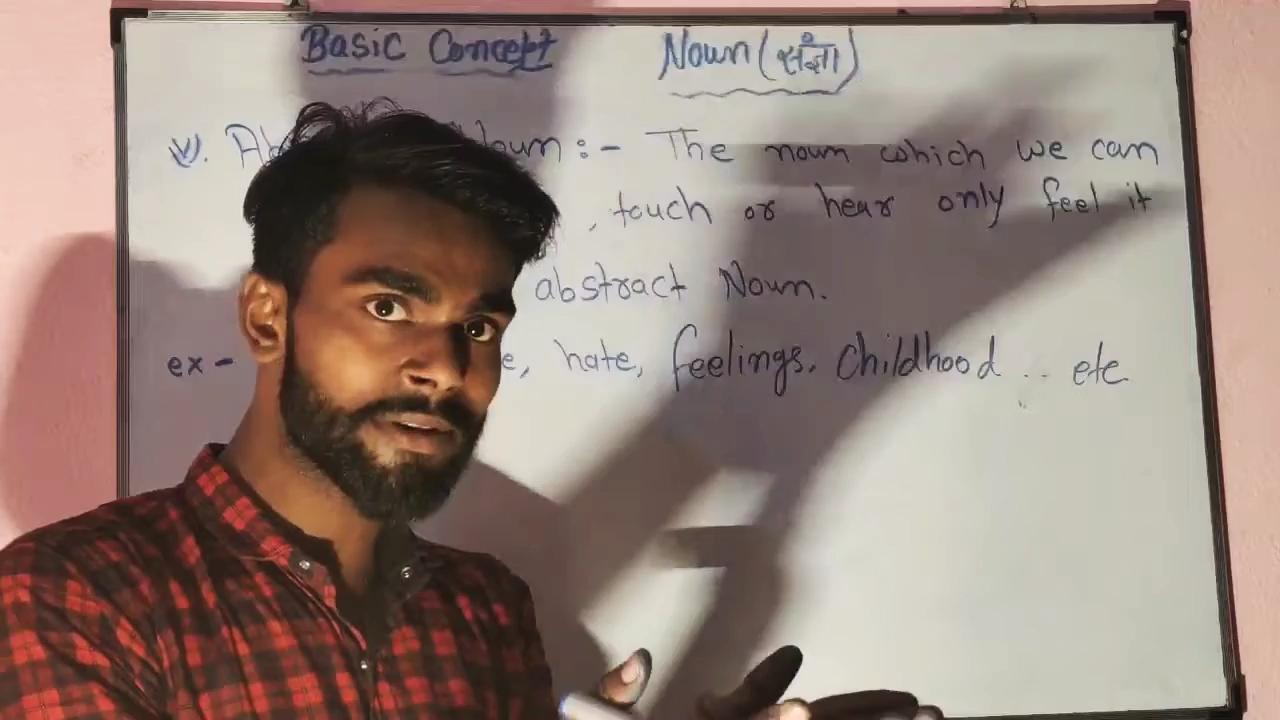 Basic Concept Noun (संज्ञा)
v. Noun :- The noun which we can
, touch or hear only feel it
abstract Noun.
ex- hate, feelings, childhood .. etc